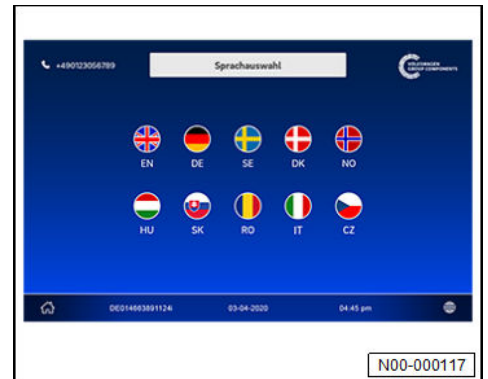 +490123056789
Sprachauswahl
VOLKSWAGEN
GROUP COMPONENTS
EN DE SE DK NO
HU SK RO IT CZ
03-04-2020 04:45 pm
N00-000117